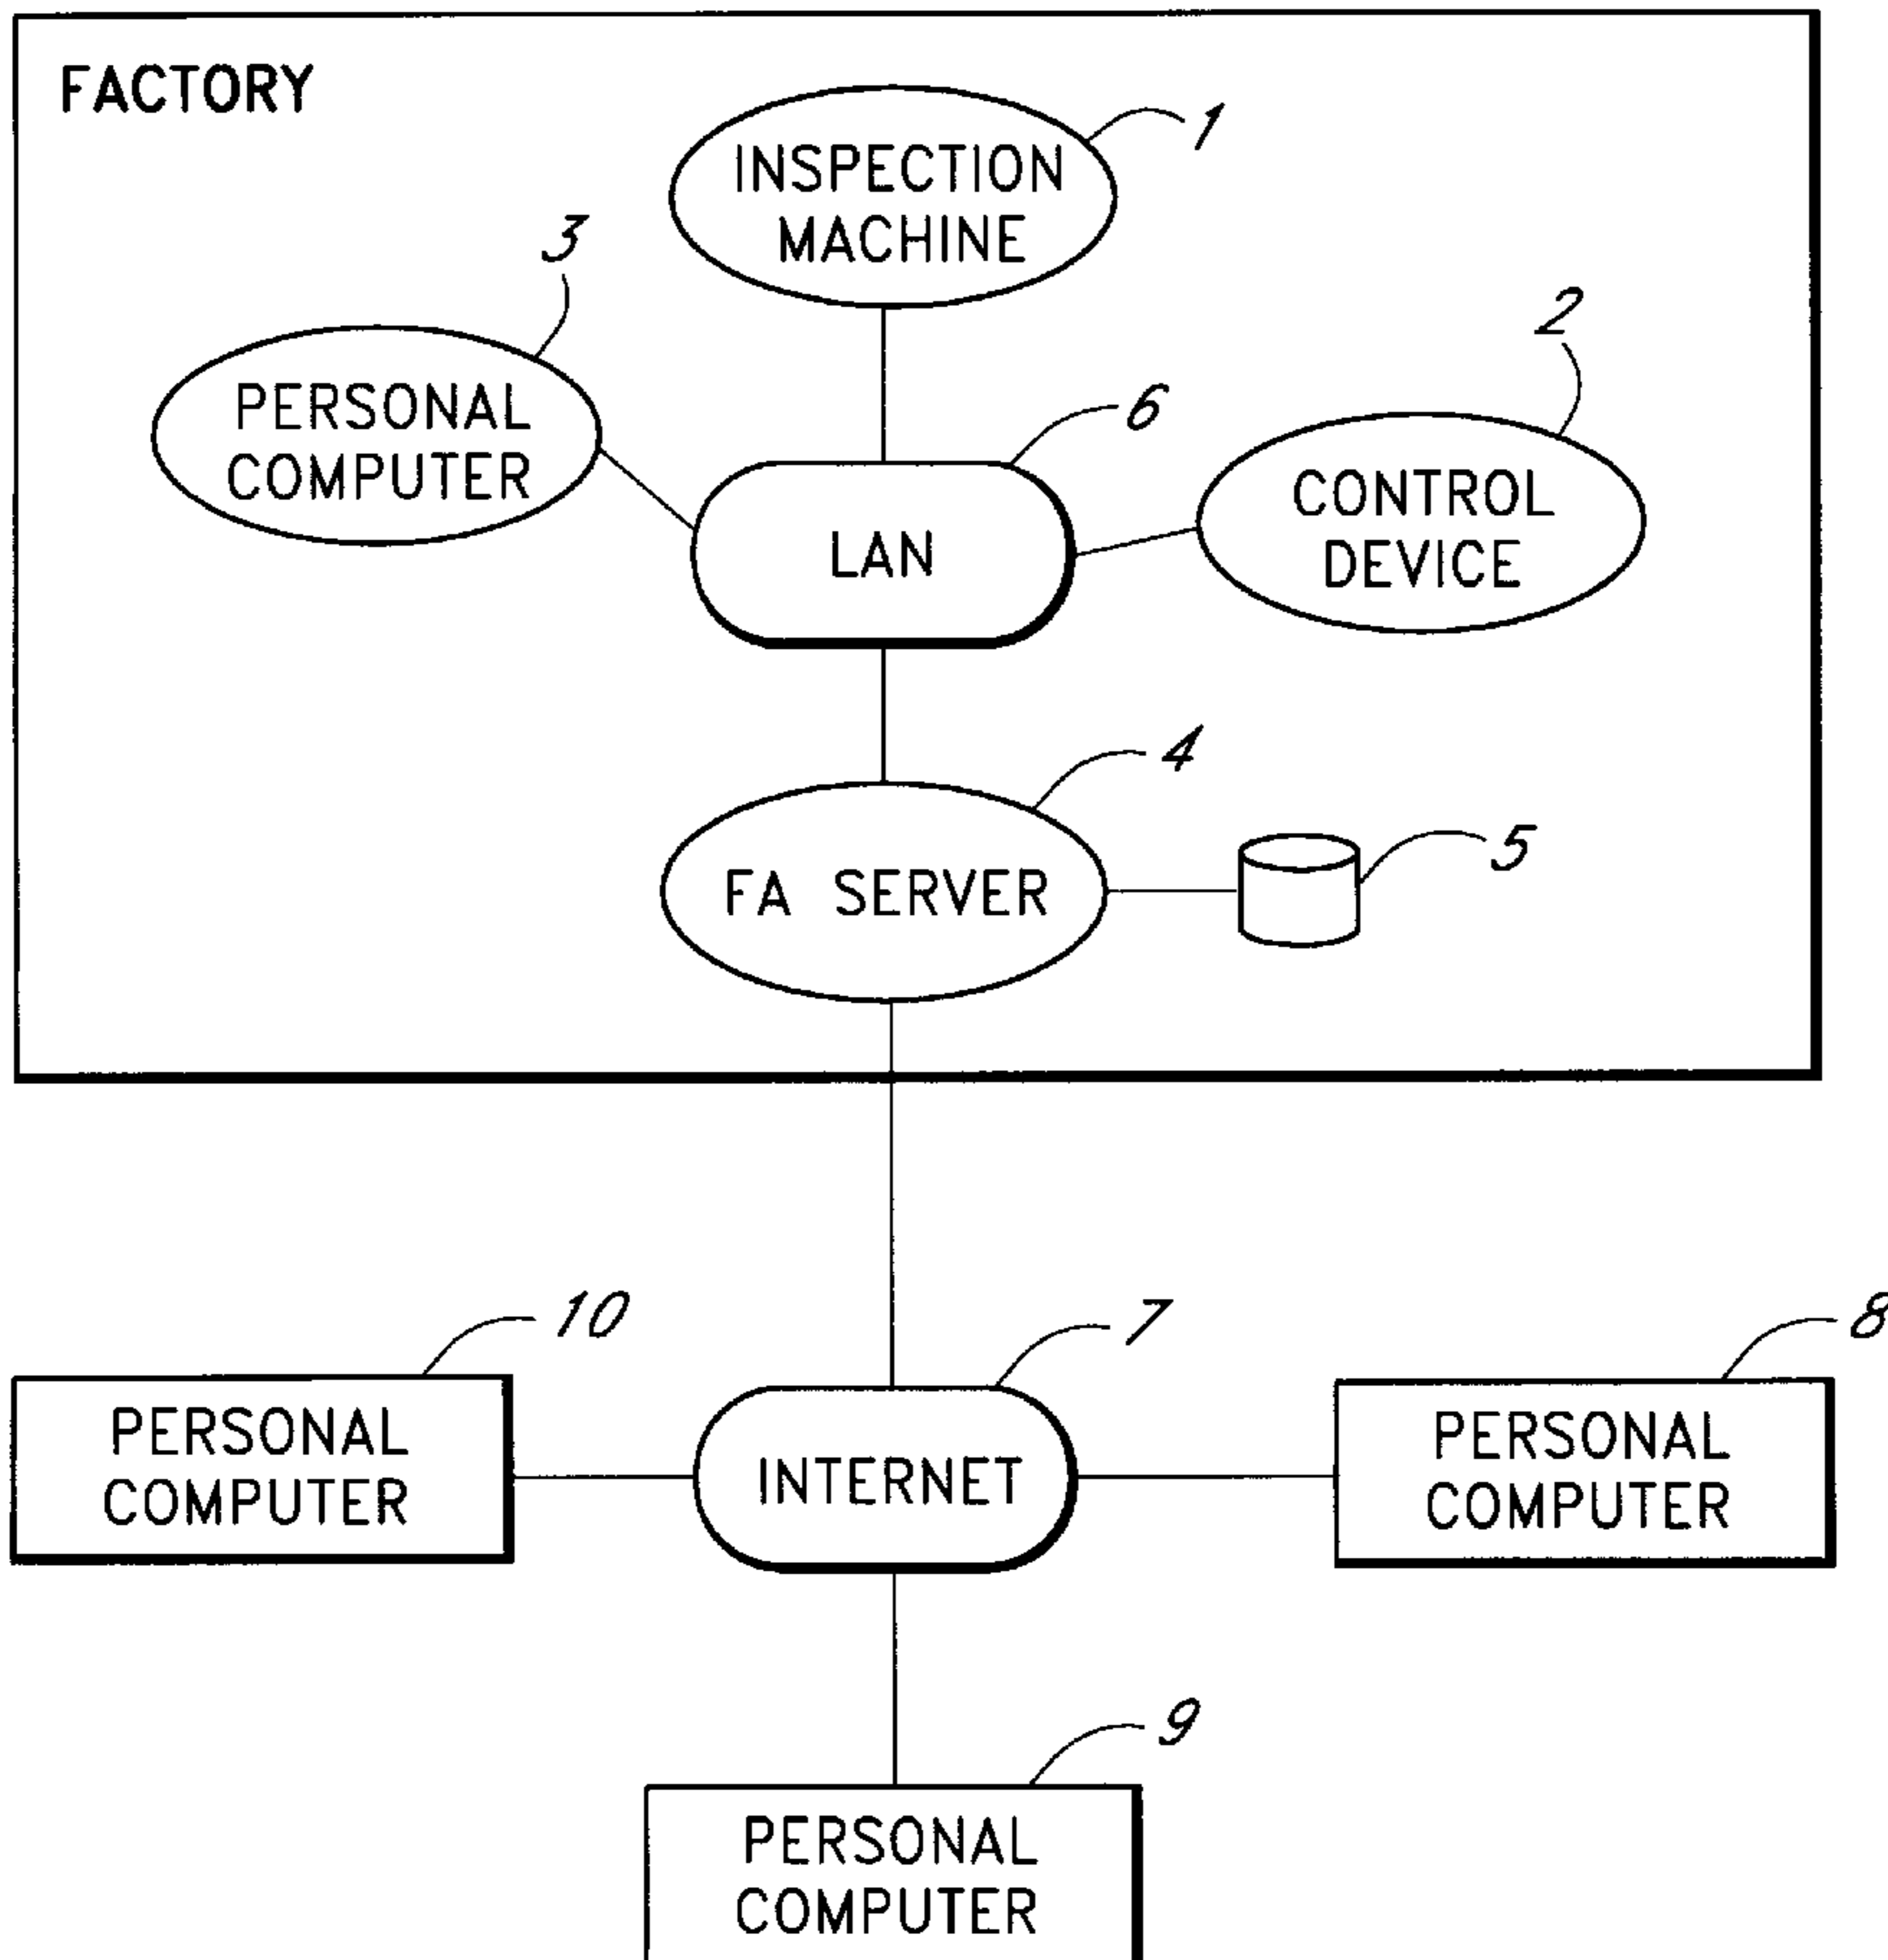 FACTORY
1
INSPECTION
MACHINE
3
2
PERSONAL
COMPUTER
6
CONTROL
DEVICE
LAN
4
5
FA SERVER
10
7
8
PERSONAL
COMPUTER
INTERNET
PERSONAL
COMPUTER
9
PERSONAL
COMPUTER